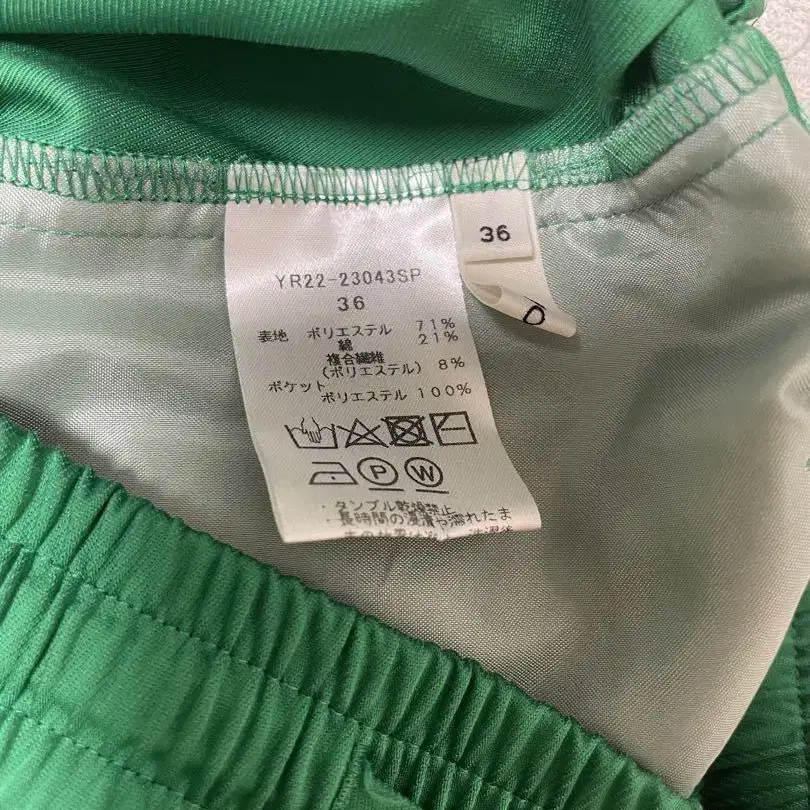 36
D
YR22-23043SP
36
表地 ポリエステル 71%
綿 21%
複合繊維
(ポリエステル) 8%
ポケット
ポリエステル 100%
P W
・タンブル乾燥禁止
・長時間の浸漬や濡れたま